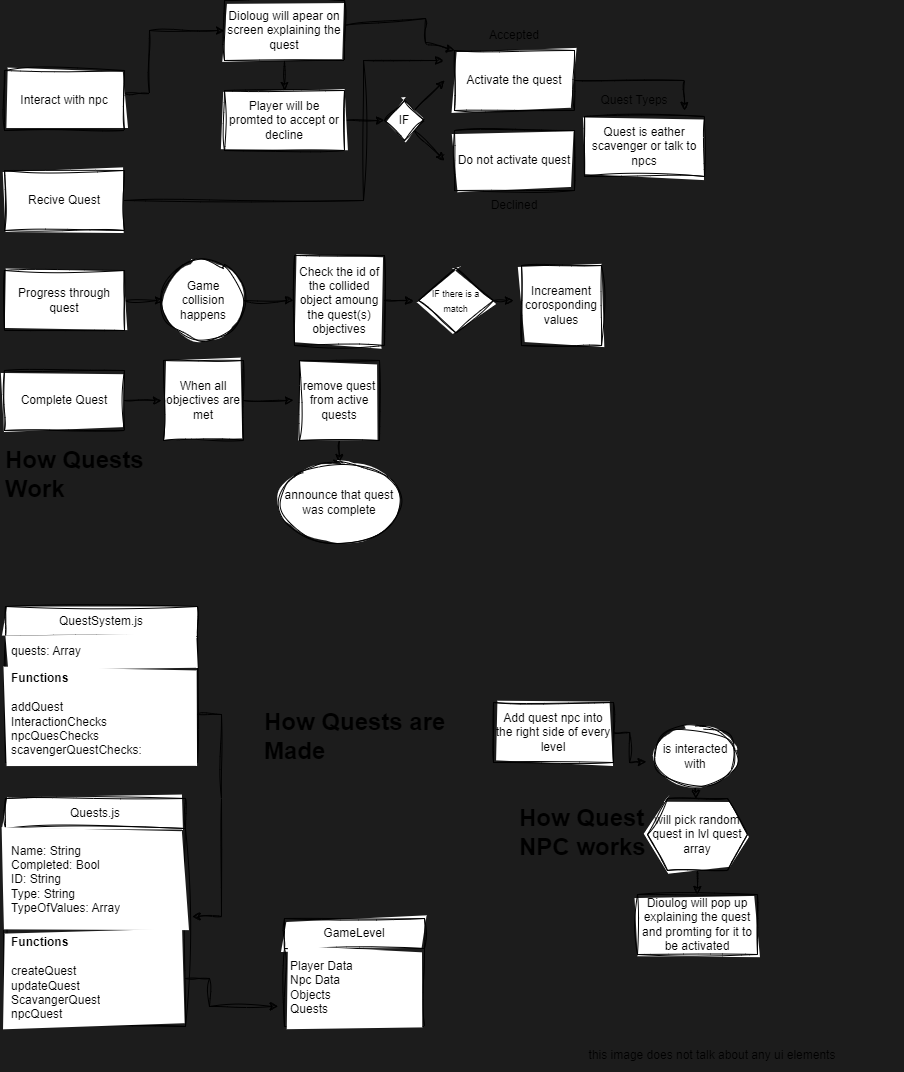 Dioloug will apear on
screen explaining the
quest
Accepted
Interact with npc
Activate the quest
Player will be
promted to accept or
decline
IF
Quest Tyeps
Quest is eather
scavenger or talk to
npcs
Do not activate quest
Declined
Recive Quest
Progress through
quest
Game
collision
happens
Check the id of
the collided
object amoung
the quest(s)
objectives
IF there is a
match
Increament
corosponding
values
Complete Quest
When all
objectives are
met
remove quest
from active
quests
How Quests
Work
announce that quest
was complete
QuestSystem.js
quests: Array
Functions
addQuest
InteractionChecks
npcQuesChecks
scavengerQuestChecks:
How Quests are
Made
Add quest npc into
the right side of every
level
is interacted
with
How Quest
NPC works
will pick random
quest in lvl quest
array
Dioulog will pop up
explaining the quest
and promting for it to
be activated
Quests.js
Name: String
Completed: Bool
ID: String
Type: String
TypeOfValues: Array
Functions
createQuest
updateQuest
ScavangerQuest
npcQuest
GameLevel
Player Data
Npc Data
Objects
Quests
this image does not talk about any ui elements